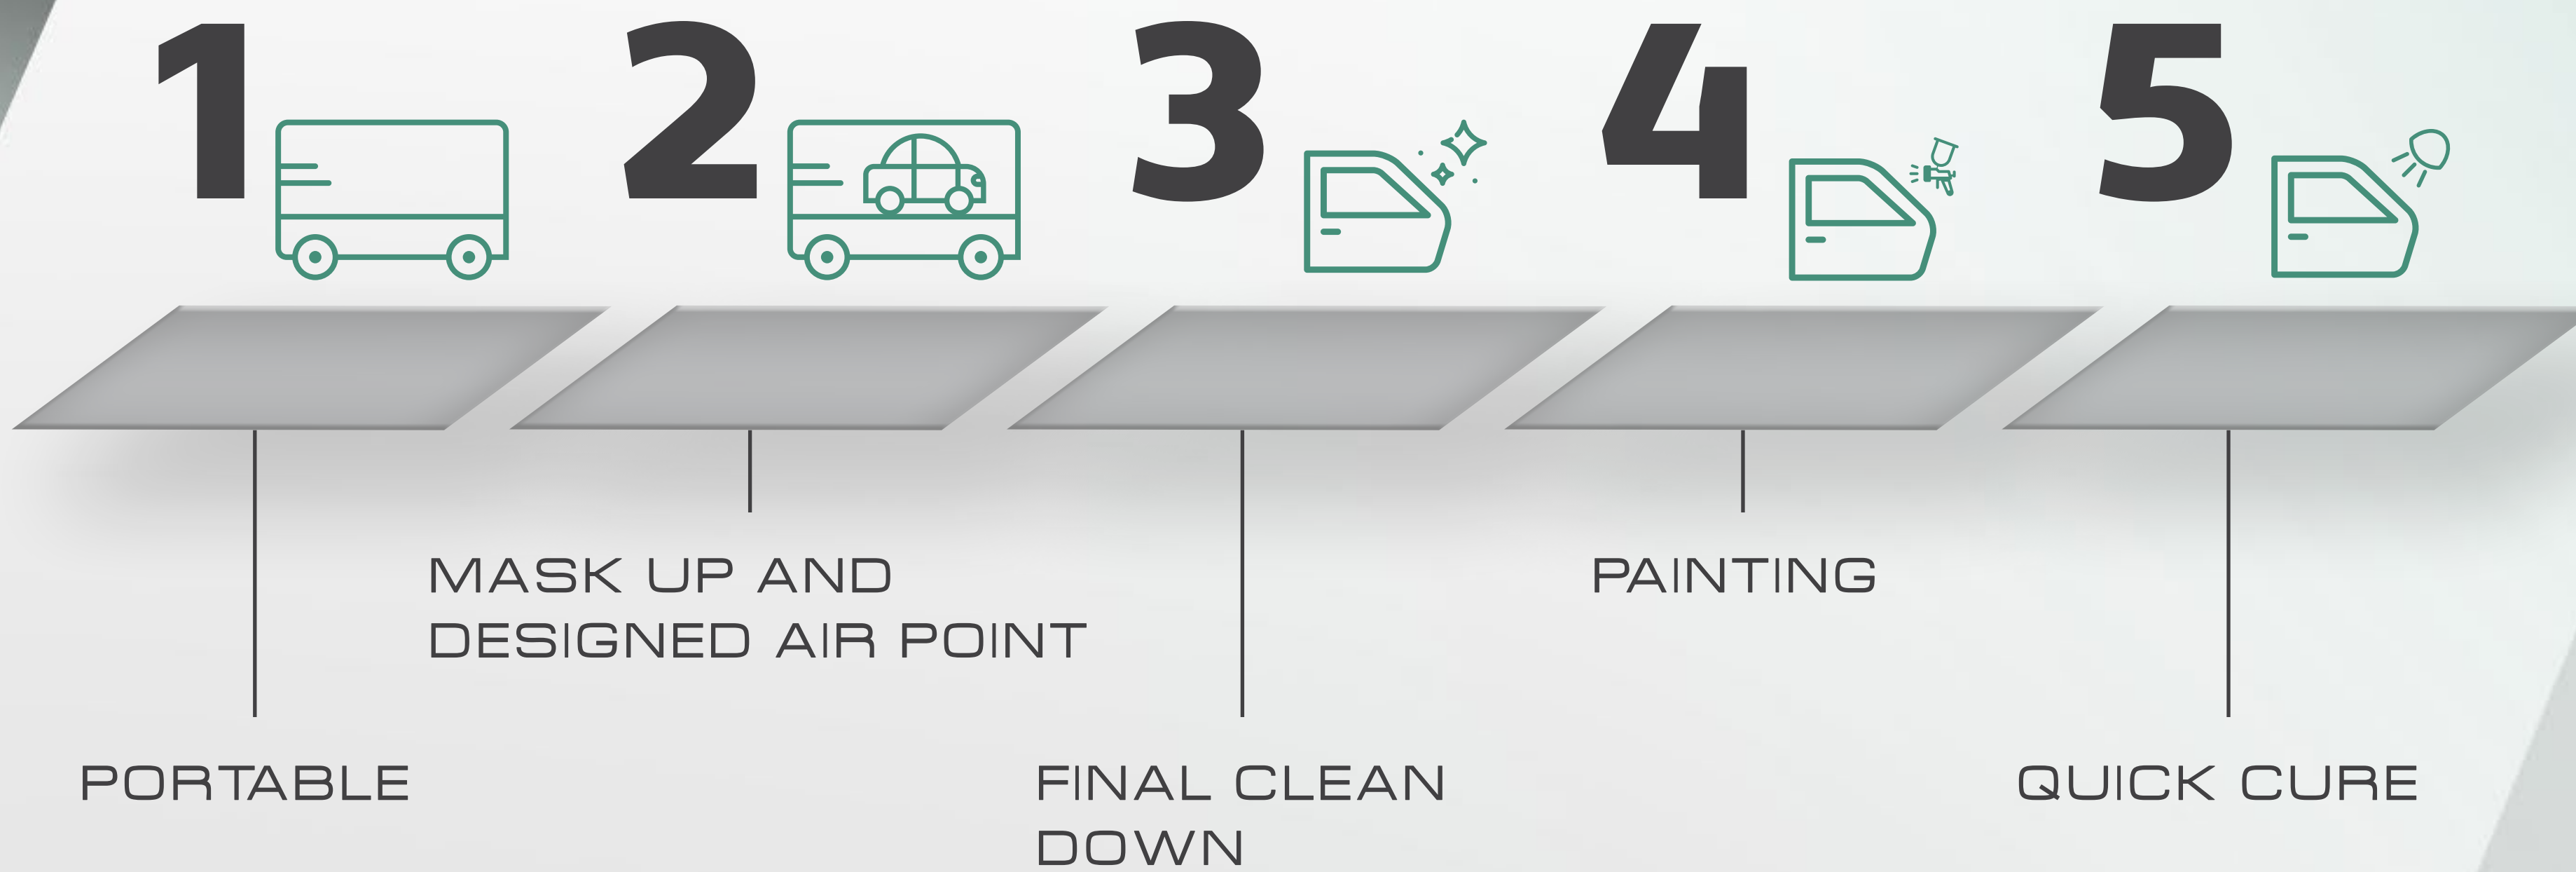 1
2
3
4
5
MASK UP AND
DESIGNED AIR POINT
PAINTING
PORTABLE
FINAL CLEAN
DOWN
QUICK CURE